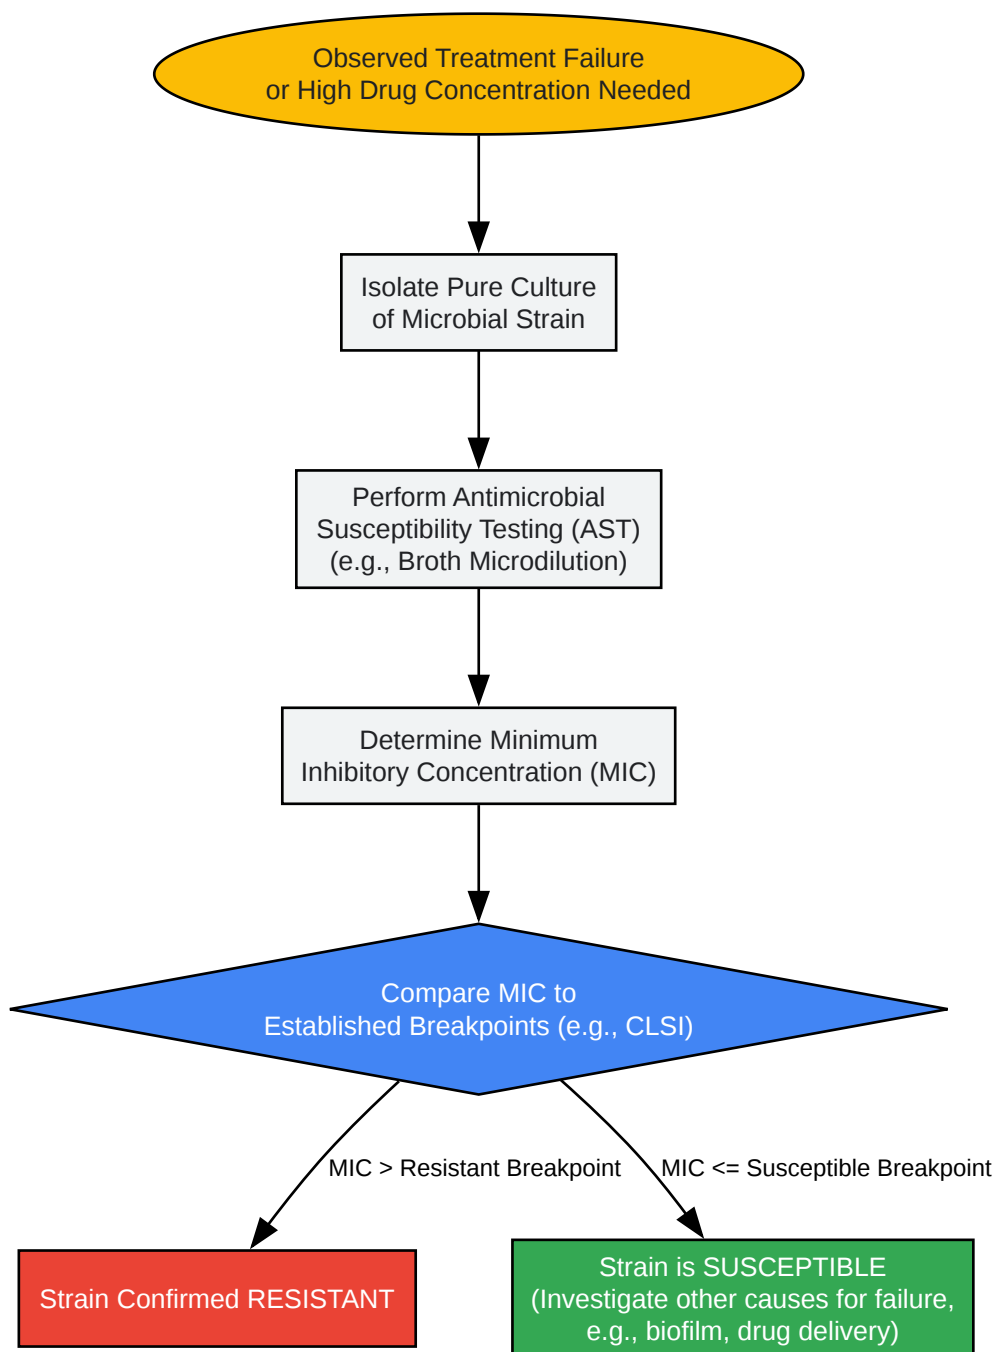 Observed Treatment Failure
or High Drug Concentration Needed
Isolate Pure Culture
of Microbial Strain
Perform Antimicrobial
Susceptibility Testing (AST)
(e.g., Broth Microdilution)
Determine Minimum
Inhibitory Concentration (MIC)
Compare MIC to
Established Breakpoints (e.g., CLSI)
MIC > Resistant Breakpoint
MIC <= Susceptible Breakpoint
Strain Confirmed RESISTANT
Strain is SUSCEPTIBLE
(Investigate other causes for failure,
e.g., biofilm, drug delivery)